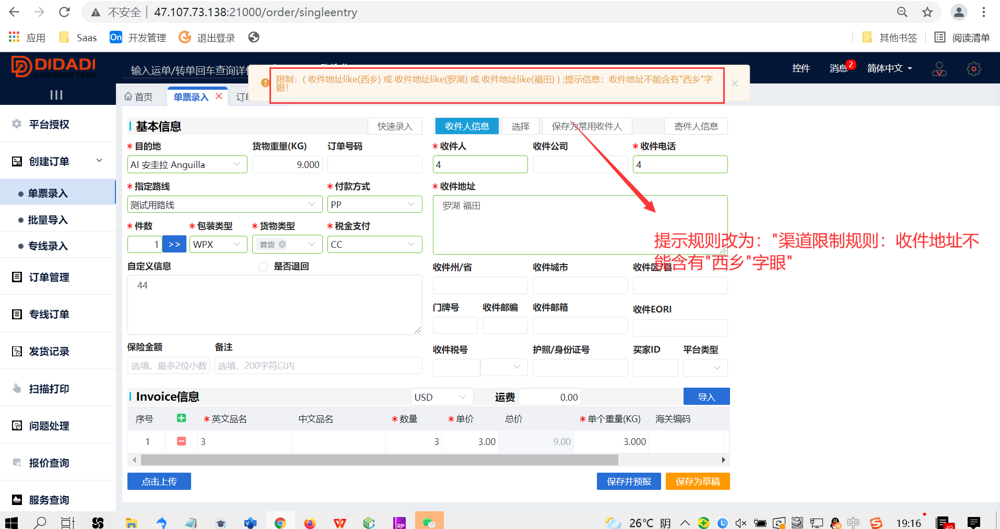 不安全 | 47.107.73.138:21000/order/singleentry
应用 Saas On 开发管理 退出登录 其他书签 阅读清单
DIDADI
LOGISTICS TECH
输入运单/转单回车查询详
控件 消息 2 简体中文
限制：( 收件地址like(西乡) 或 收件地址like(罗湖) 或 收件地址like(福田) ) ;提示信息：收件地址不能含有"西乡"字
眼！
首页 单票录入 订单
平台授权
创建订单
单票录入
批量导入
专线录入
订单管理
专线订单
发货记录
扫描打印
问题处理
报价查询
服务查询
基本信息 快速录入 收件人信息 选择 保存为常用收件人 寄件人信息
* 目的地 货物重量(KG) 订单号码 * 收件人 收件公司 * 收件电话
AI 安圭拉 Anguilla 9.000 4 4
* 指定路线 * 付款方式 * 收件地址
测试用路线 PP 罗湖 福田
* 件数 * 包装类型 * 货物类型 * 税金支付
1 >> WPX 普货 CC
提示规则改为："渠道限制规则：收件地址不
能含有"西乡"字眼"
自定义信息 是否退回 收件州/省 收件城市 收件区/县
44
门牌号 收件邮编 收件邮箱 收件EORI
保险金额 备注 收件税号 护照/身份证号 买家ID 平台类型
选填，最多2位小数 选填，200字符以内
Invoice信息 USD 运费 0.00 导入
序号 * 英文品名 中文品名 * 数量 * 单价 总价 * 单个重量(KG) 海关编码
1 3 3 3.00 9.00 3.000
点击上传 保存并预报 保存为草稿
26°C 阴 中 19:16